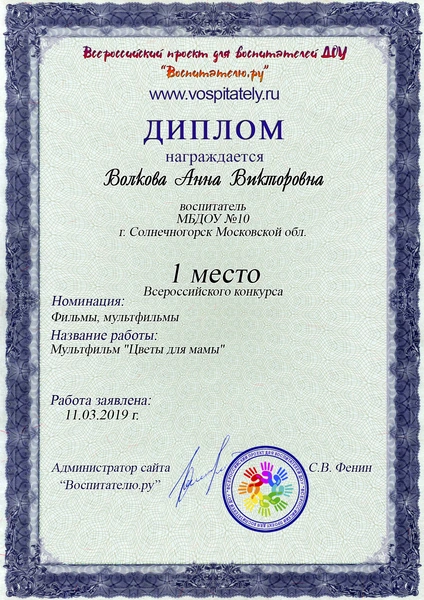 Всероссийский проект для воспитателей ДОУ
"Воспитателю.ру"
www.vospitately.ru
ДИПЛОМ
награждается
Волкова Анна Викторовна
воспитатель
МБДОУ №10
г. Солнечногорск Московской обл.
1 место
Всероссийского конкурса
Номинация:
Фильмы, мультфильмы
Название работы:
Мультфильм "Цветы для мамы"
Работа заявлена:
11.03.2019 г.
Администратор сайта
"Воспитателю.ру"
С.В. Фенин